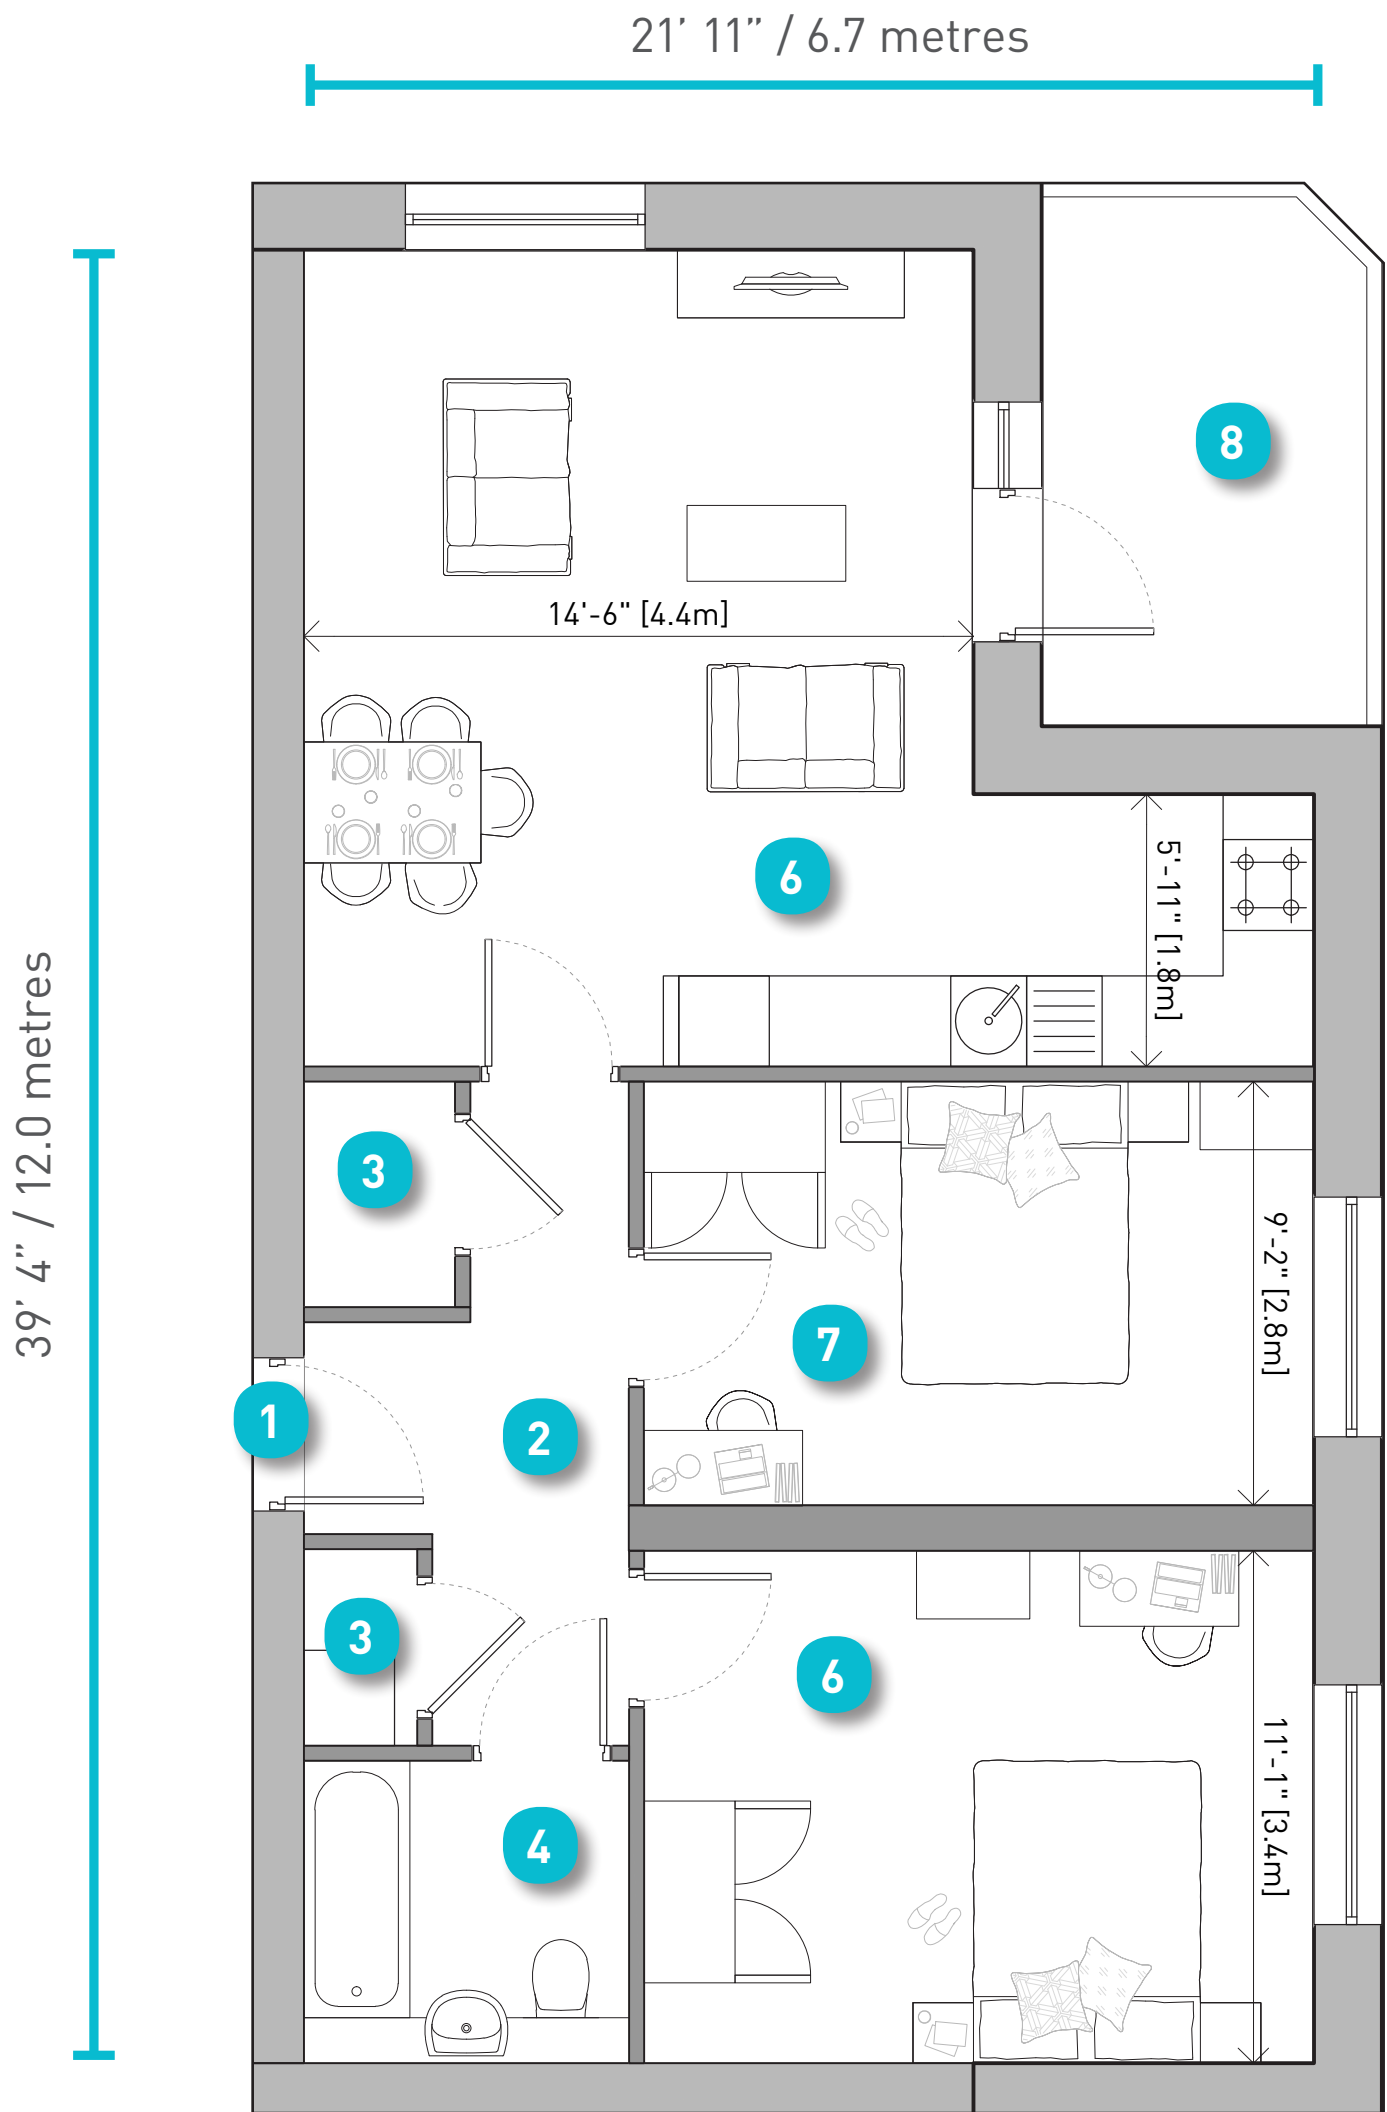 21’ 11” / 6.7 metres
39’ 4” / 12.0 metres
8
14'-6" [4.4m]
6
5'-11" [1.8m]
3
9'-2" [2.8m]
7
1
2
3
6
11'-1" [3.4m]
4